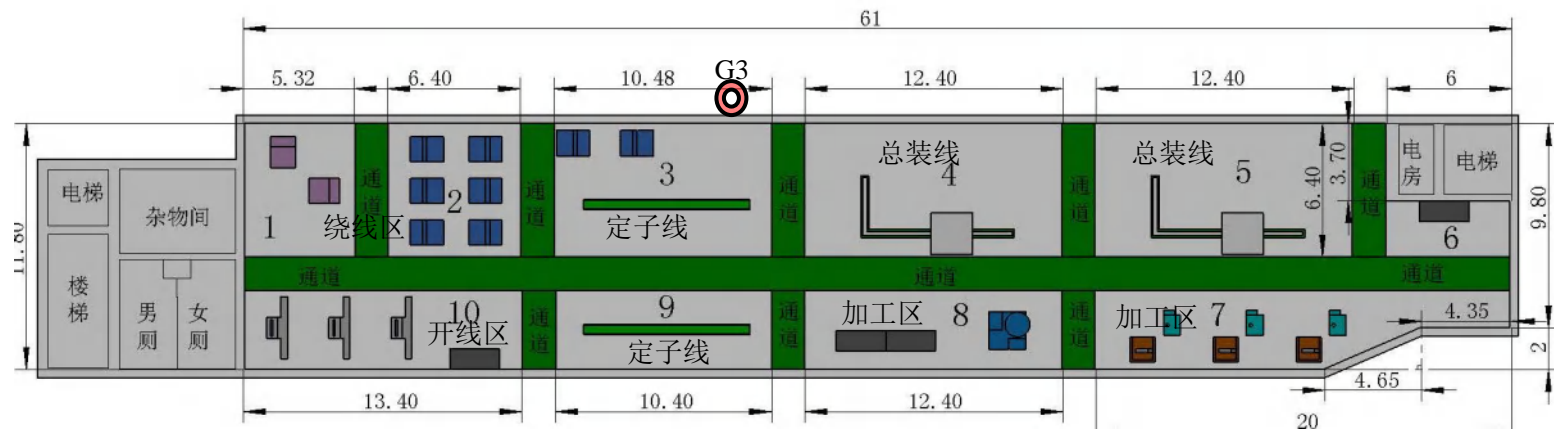 61
5.32
6.40
10.48
G3
12.40
12.40
6
电梯
杂物间
楼梯
男厕
女厕
11.80
1
通道
绕线区
2
通道
3
定子线
通道
总装线
4
通道
总装线
5
6.40
3.70
通道
电房
电梯
6
9.80
通道
通道
通道
10
开线区
通道
9
定子线
通道
加工区
8
通道
加工区
7
4.35
2
4.65
13.40
10.40
12.40
20